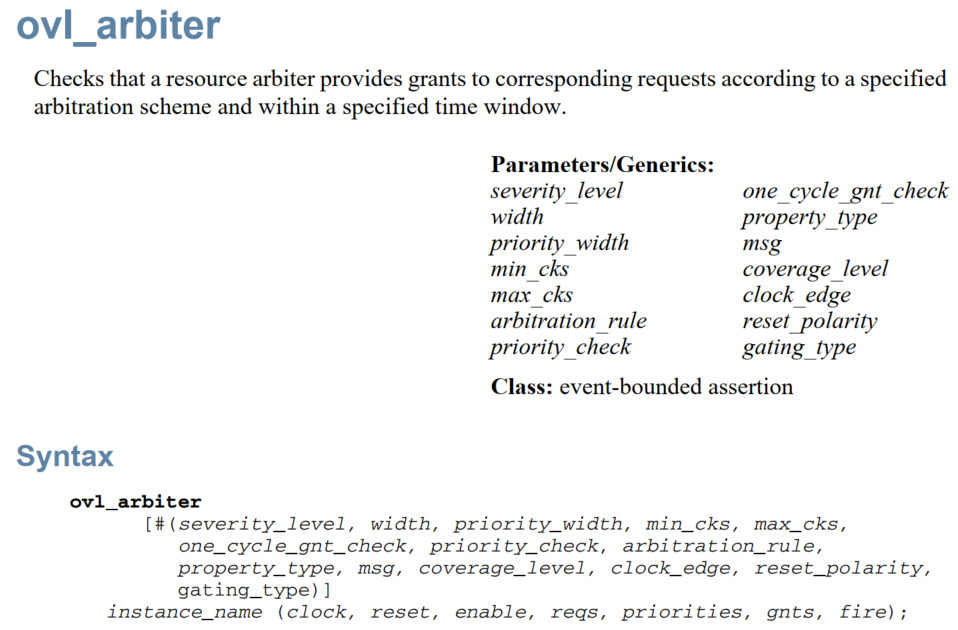 ovl_arbiter
Checks that a resource arbiter provides grants to corresponding requests according to a specified
arbitration scheme and within a specified time window.
Parameters/Generics:
severity_level one_cycle_gnt_check
width property_type
priority_width msg
min_cks coverage_level
max_cks clock_edge
arbitration_rule reset_polarity
priority_check gating_type
Class: event-bounded assertion
Syntax
ovl_arbiter
[#(severity_level, width, priority_width, min_cks, max_cks,
one_cycle_gnt_check, priority_check, arbitration_rule,
property_type, msg, coverage_level, clock_edge, reset_polarity,
gating_type)]
instance_name (clock, reset, enable, reqs, priorities, gnts, fire);